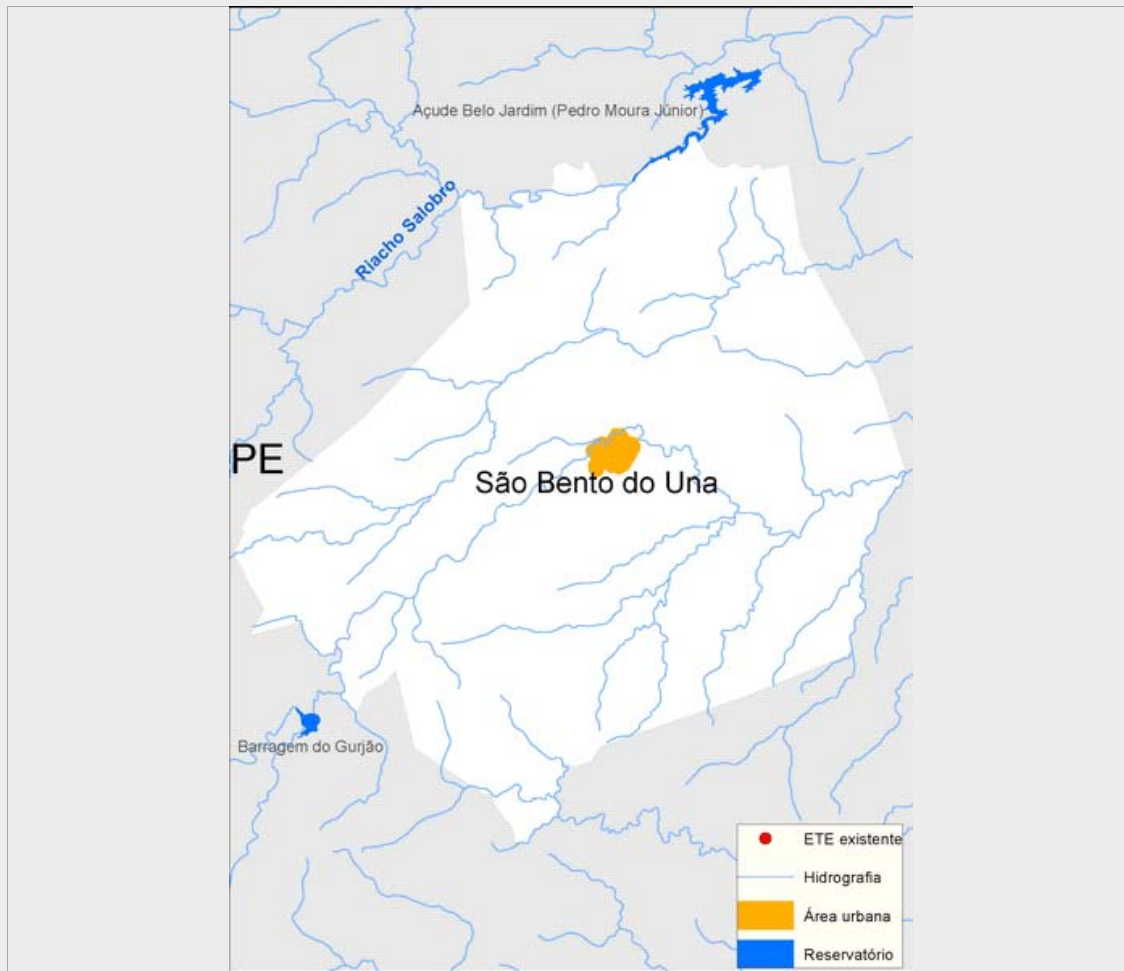 Açude Belo Jardim (Pedro Moura Júnior)
Riacho Salobro
PE
São Bento do Una
Barragem do Gurjão
ETE existente
Hidrografia
Área urbana
Reservatório